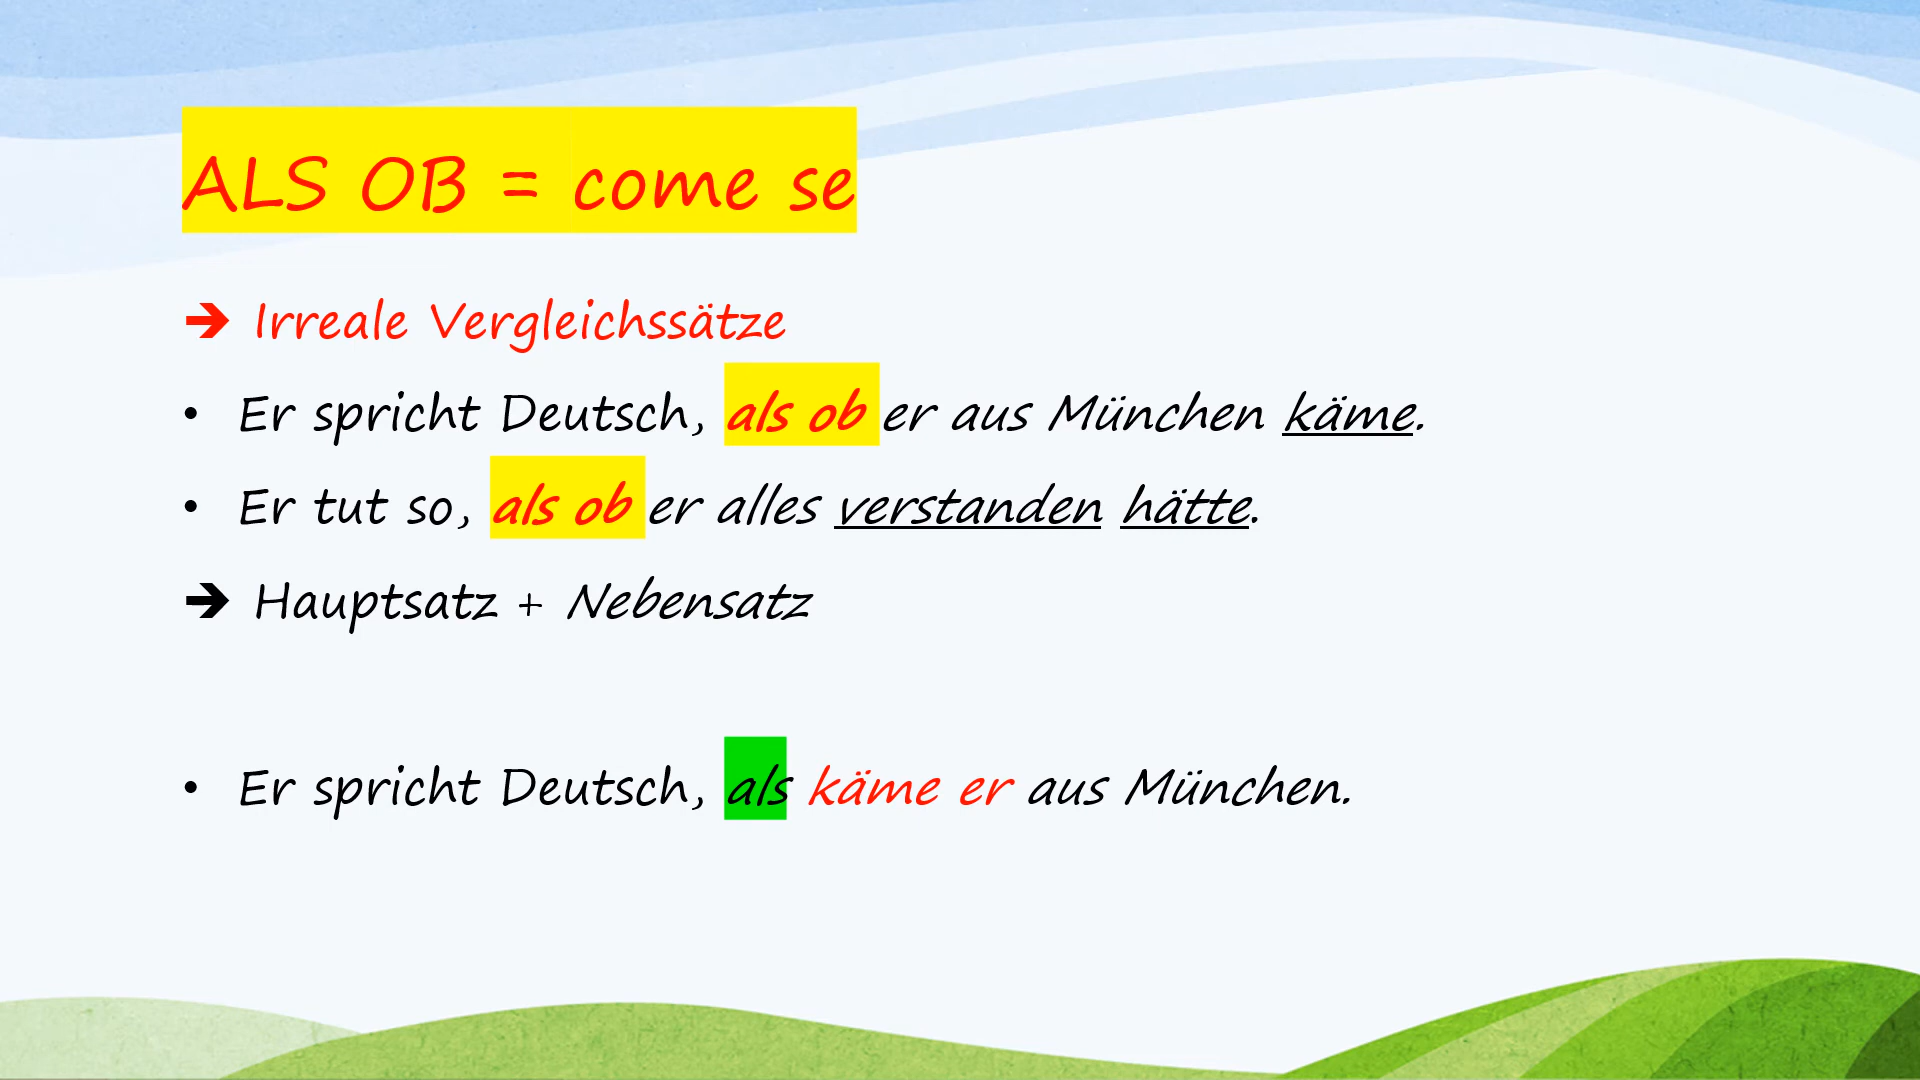 ALS OB = come se
➔ Irreale Vergleichssätze
• Er spricht Deutsch, als ob er aus München käme.
• Er tut so, als ob er alles verstanden hätte.
➔ Hauptsatz + Nebensatz
• Er spricht Deutsch, als käme er aus München.